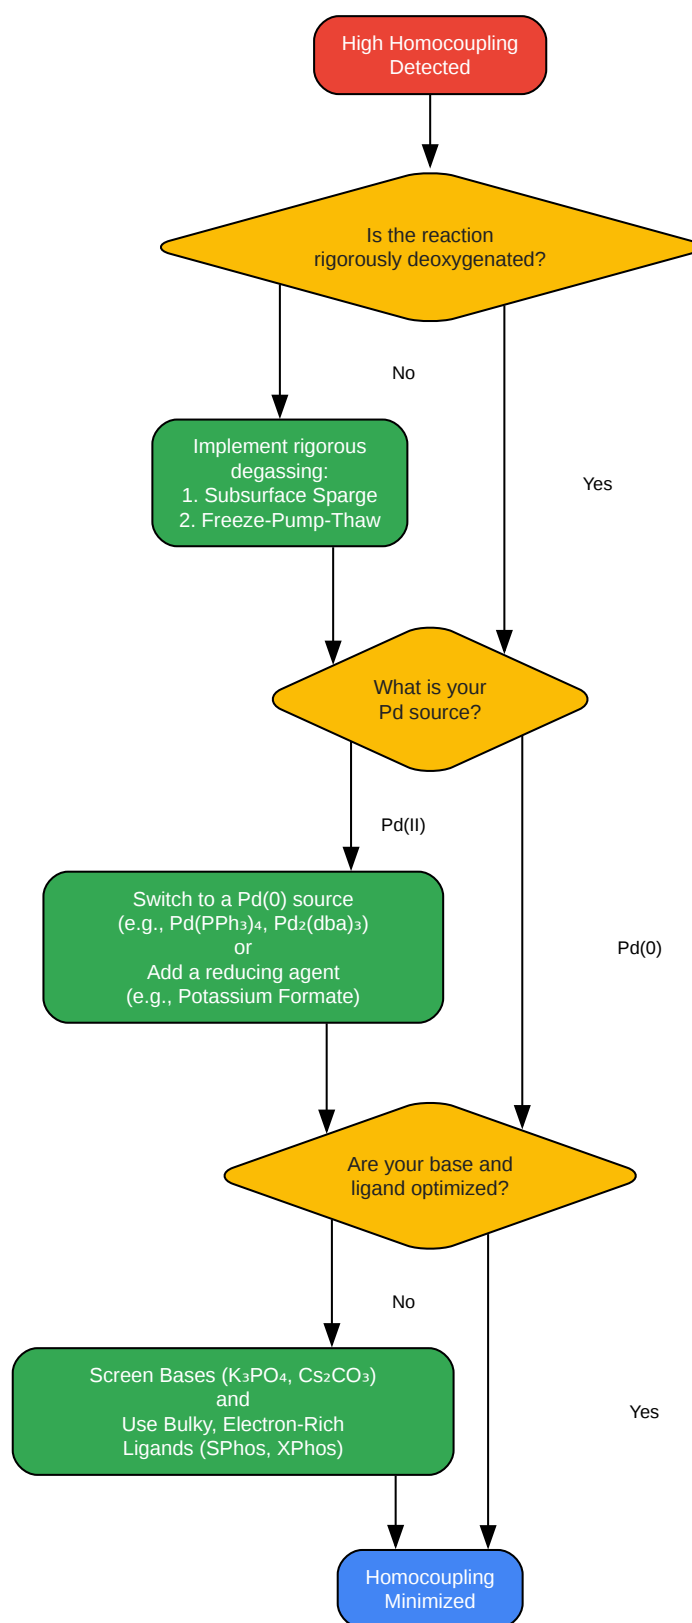 High Homocoupling
Detected
Is the reaction
rigorously deoxygenated?
No
Implement rigorous
degassing:
1. Subsurface Sparge
2. Freeze-Pump-Thaw
Yes
What is your
Pd source?
Pd(II)
Switch to a Pd(0) source
(e.g., Pd(PPh₃)₄, Pd₂(dba)₃)
or
Add a reducing agent
(e.g., Potassium Formate)
Pd(0)
Are your base and
ligand optimized?
No
Screen Bases (K₃PO₄, Cs₂CO₃)
and
Use Bulky, Electron-Rich
Ligands (SPhos, XPhos)
Yes
Homocoupling
Minimized